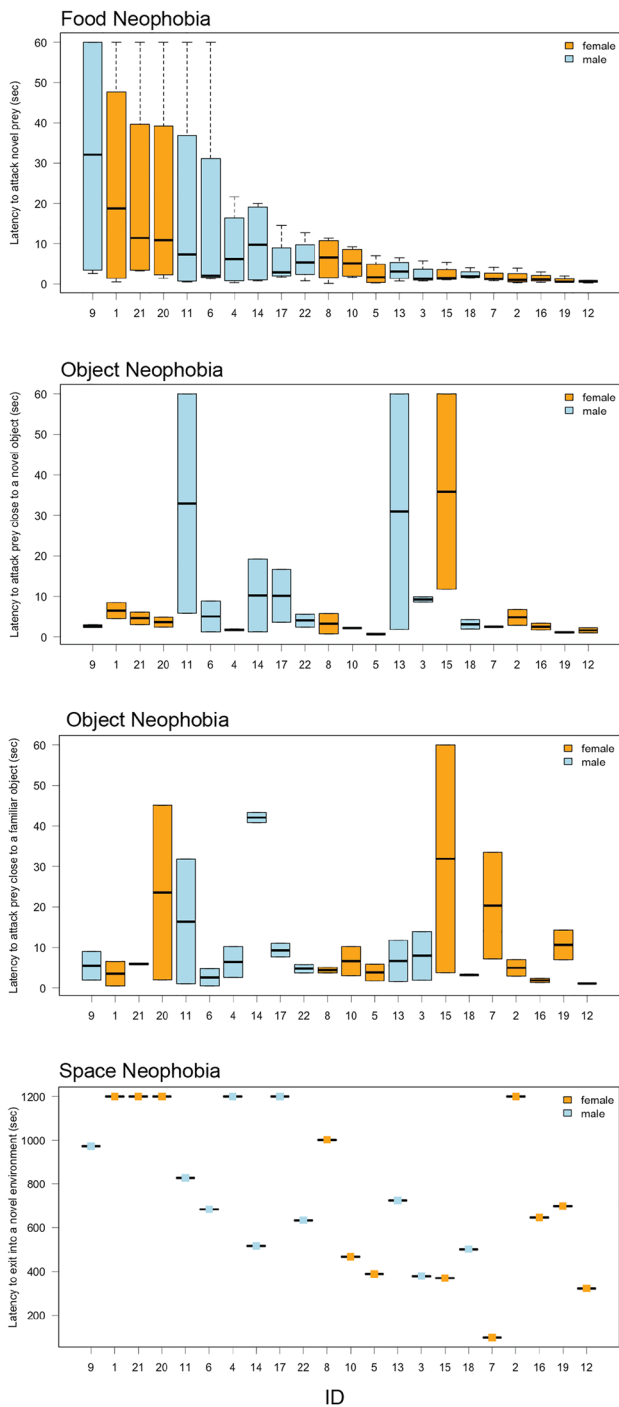 Food Neophobia
Latency to attack novel prey (sec)
female
male
60
50
40
30
20
10
0
9 1 21 20 11 6 4 14 17 22 8 10 5 13 3 15 18 7 2 16 19 12
Object Neophobia
Latency to attack prey close to a novel object (sec)
female
male
60
50
40
30
20
10
0
9 1 21 20 11 6 4 14 17 22 8 10 5 13 3 15 18 7 2 16 19 12
Object Neophobia
Latency to attack prey close to a familiar object (sec)
female
male
60
50
40
30
20
10
0
9 1 21 20 11 6 4 14 17 22 8 10 5 13 3 15 18 7 2 16 19 12
Space Neophobia
Latency to exit into a novel environment (sec)
female
male
1200
1000
800
600
400
200
9 1 21 20 11 6 4 14 17 22 8 10 5 13 3 15 18 7 2 16 19 12
ID